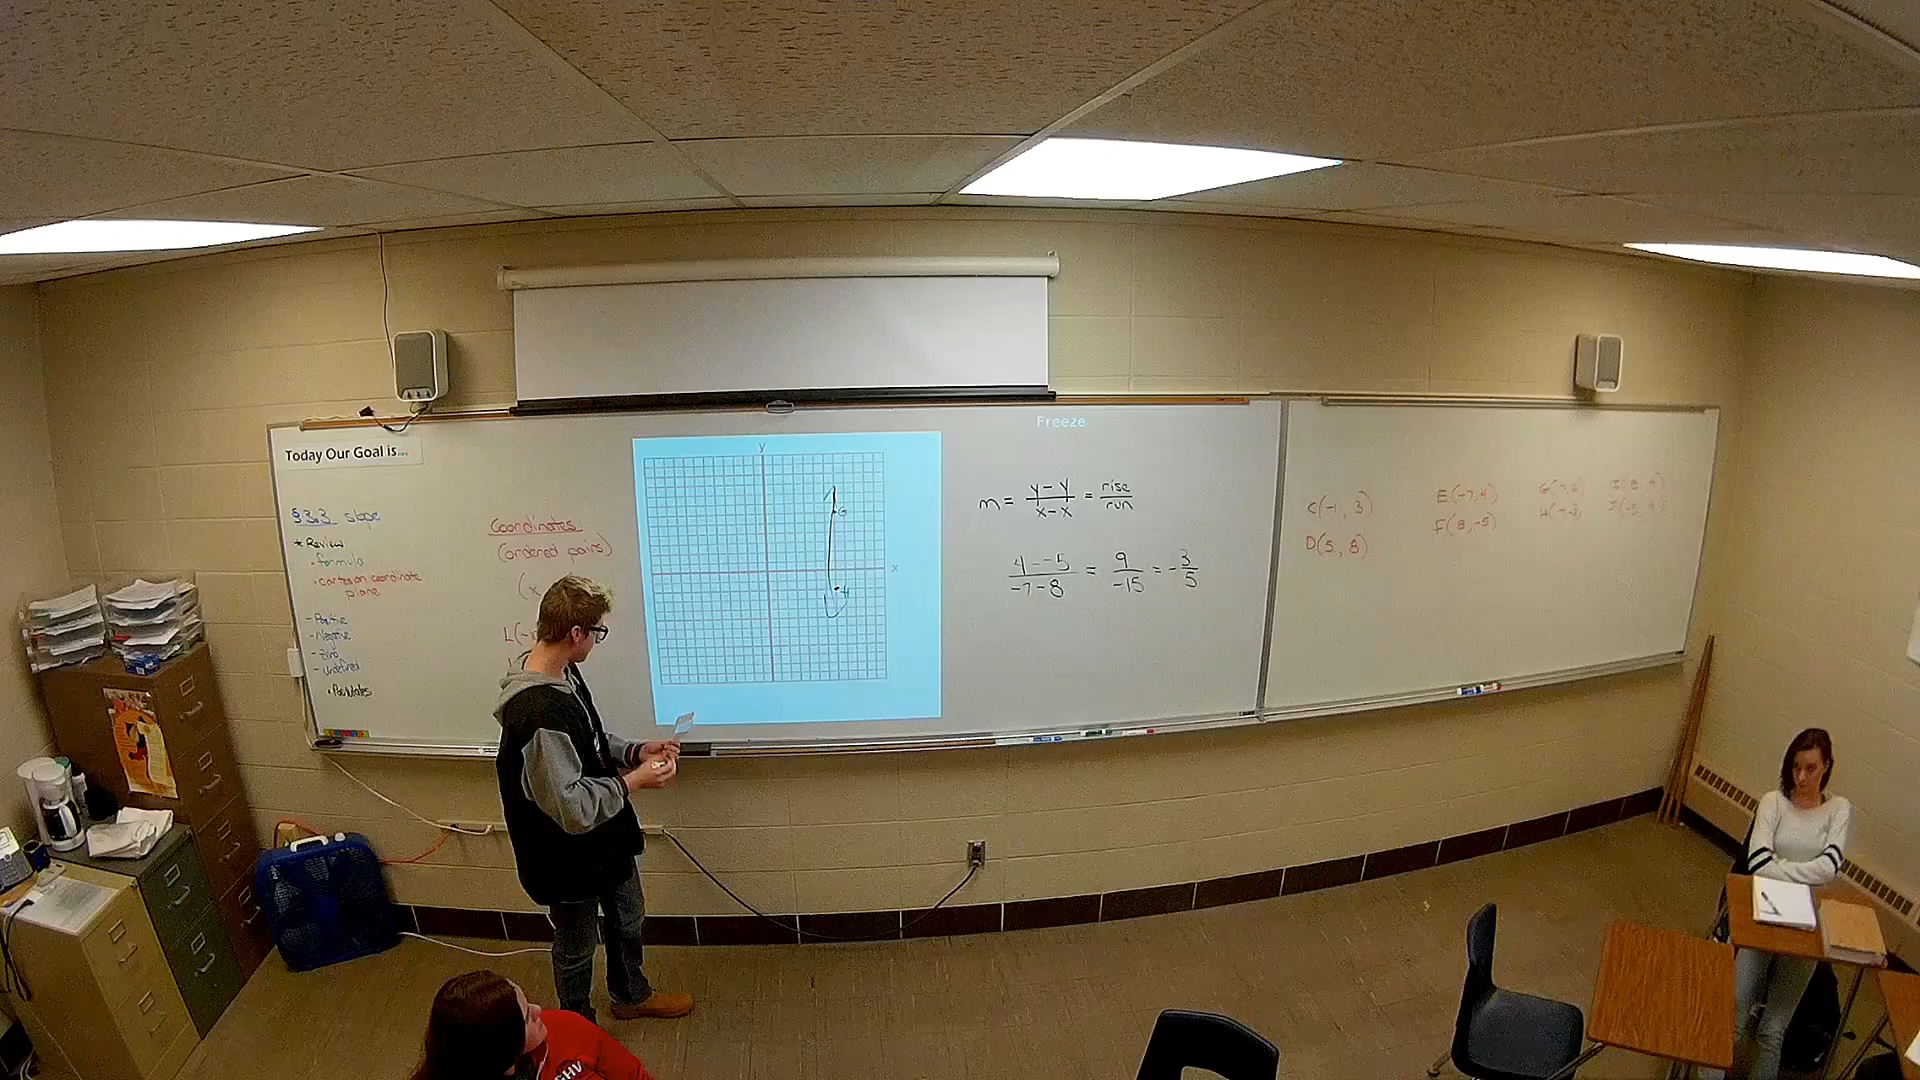 Today Our Goal is...
§ 3.3 slope
* Review
• formula
• cartesian coordinate
plane
- Positive
- Negative
- Zero
- Undefined
Coordinates
(ordered pairs)
(x
L(-
y
x
G
H
Freeze
m = y-y / x-x = rise / run
4--5 / -7-8 = 9 / -15 = -3/5
C(-1, 3)
D(5, 8)
E(-7, 4)
F(8, -5)